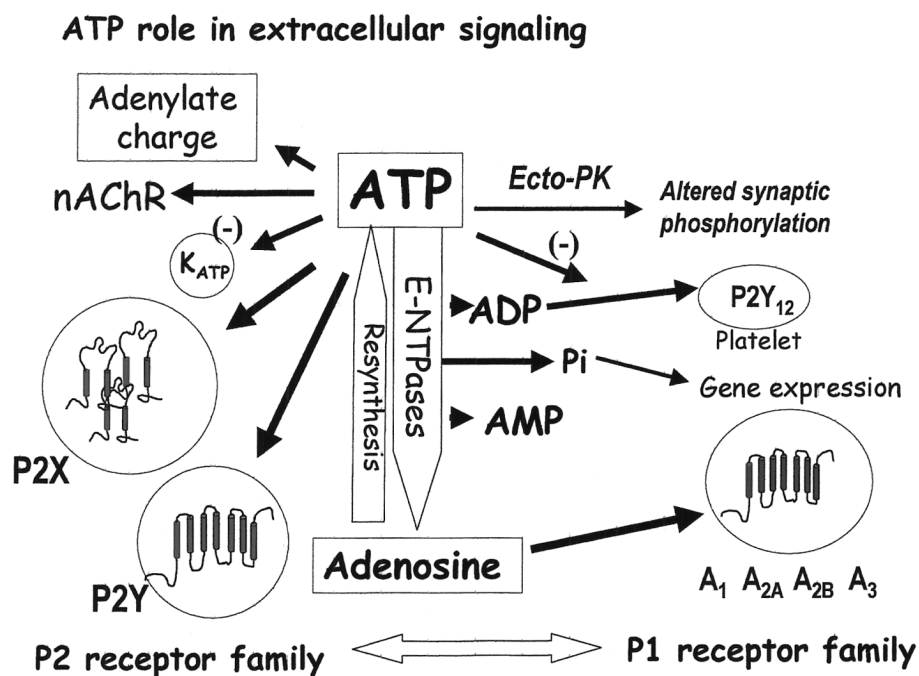 ATP role in extracellular signaling
Adenylate
charge
nAChR
(-)
K_ATP
ATP
Ecto-PK
Altered synaptic
phosphorylation
(-)
Resynthesis
E-NTPases
ADP
P2Y₁₂
Platelet
Pi
Gene expression
AMP
P2X
P2Y
Adenosine
A₁ A₂A A₂B A₃
P2 receptor family
P1 receptor family